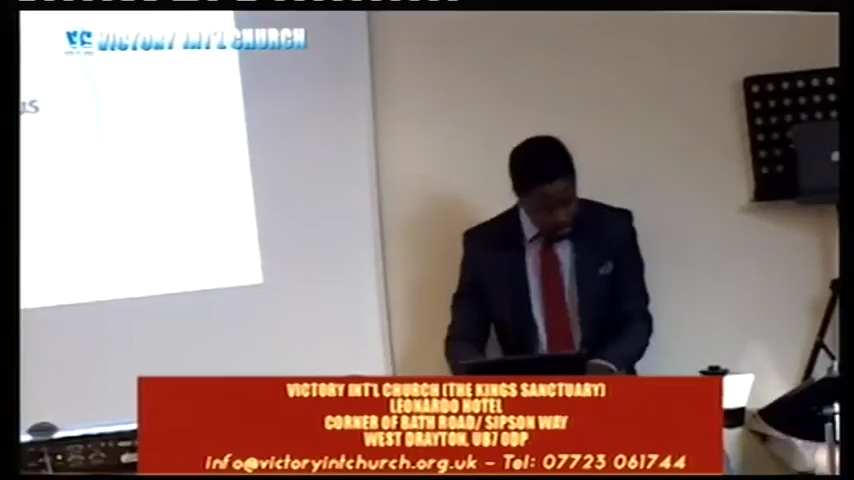 VICTORY INT'L CHURCH
VICTORY INT'L CHURCH (THE KINGS SANCTUARY)
LEONARDO HOTEL
CORNER OF BATH ROAD/ SIPSON WAY
WEST DRAYTON, UB7 0DP
info@victoryintchurch.org.uk - Tel: 07723 061744